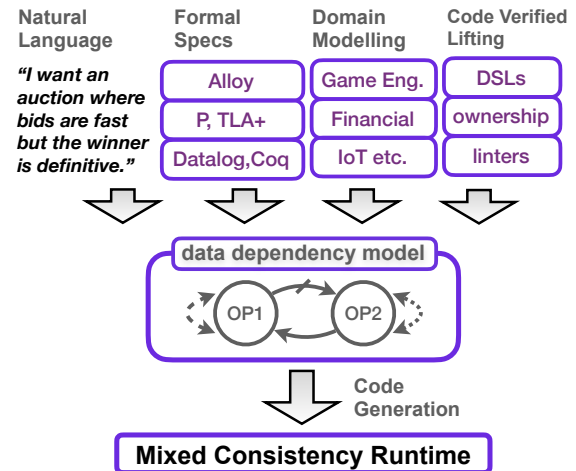 Natural
Language
Formal
Specs
Domain
Modelling
Code Verified
Lifting
“I want an
auction where
bids are fast
but the winner
is definitive.”
Alloy
P, TLA+
Datalog,Coq
Game Eng.
Financial
IoT etc.
DSLs
ownership
linters
data dependency model
OP1
OP2
Code
Generation
Mixed Consistency Runtime